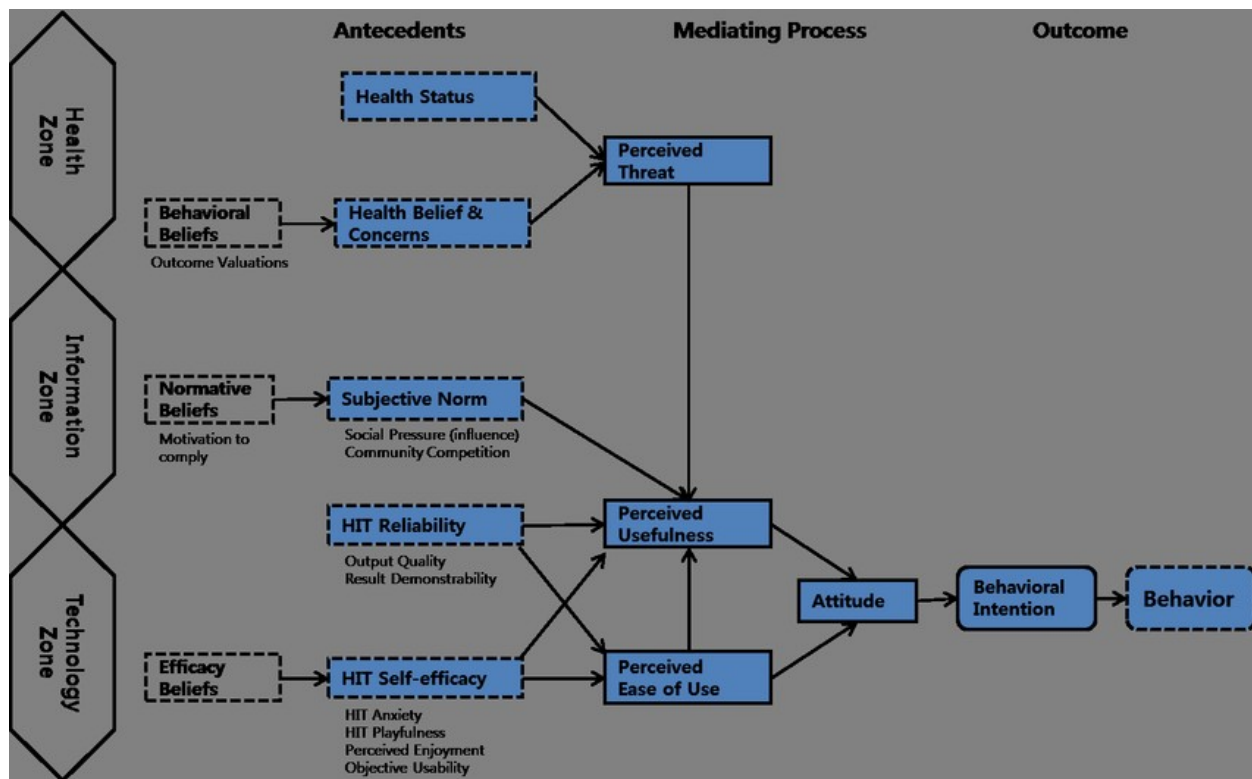 Antecedents
Mediating Process
Outcome
Health
Zone
Health Status
Perceived
Threat
Behavioral
Beliefs
Outcome Valuations
Health Belief &
Concerns
Information
Zone
Normative
Beliefs
Motivation to
comply
Subjective Norm
Social Pressure (influence)
Community Competition
HIT Reliability
Output Quality
Result Demonstrability
Perceived
Usefulness
Technology
Zone
Efficacy
Beliefs
HIT Self-efficacy
HIT Anxiety
HIT Playfulness
Perceived Enjoyment
Objective Usability
Perceived
Ease of Use
Attitude
Behavioral
Intention
Behavior